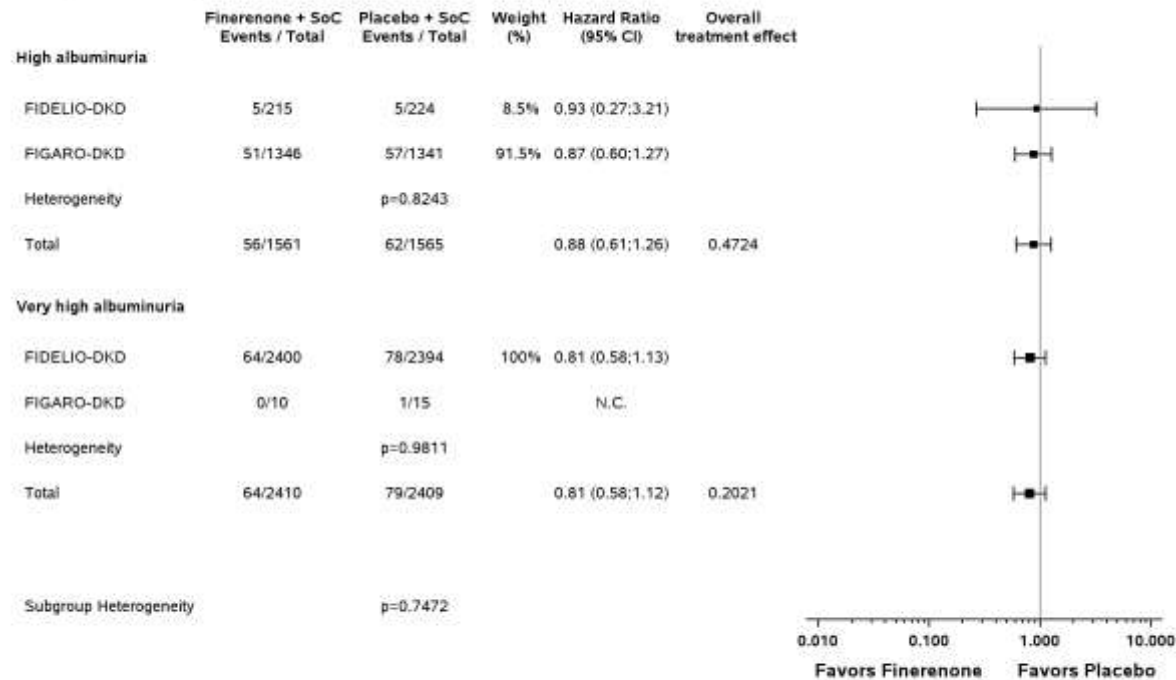 Finerenone + SoC Placebo + SoC Weight Hazard Ratio Overall
Events / Total Events / Total (%) (95% CI) treatment effect
High albuminuria
FIDELIO-DKD 5/215 5/224 8.5% 0.93 (0.27;3.21)
FIGARO-DKD 51/1346 57/1341 91.5% 0.87 (0.60;1.27)
Heterogeneity p=0.8243
Total 56/1561 62/1565 0.88 (0.61;1.26) 0.4724
Very high albuminuria
FIDELIO-DKD 64/2400 78/2394 100% 0.81 (0.58;1.13)
FIGARO-DKD 0/10 1/15 N.C.
Heterogeneity p=0.9811
Total 64/2410 79/2409 0.81 (0.58;1.12) 0.2021
Subgroup Heterogeneity p=0.7472
0.010 0.100 1.000 10.000
Favors Finerenone Favors Placebo